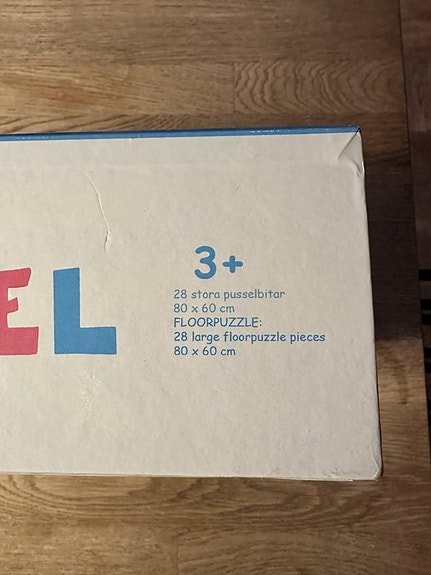 EL
3+
28 stora pusselbitar
80 x 60 cm
FLOORPUZZLE:
28 large floorpuzzle pieces
80 x 60 cm